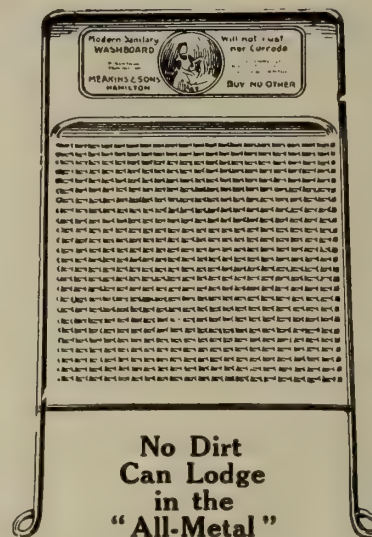 Modern Sanitary
WASHBOARD
MEAKINS & SONS
HAMILTON
Will not rust
nor Corrode
BUY NO OTHER
No Dirt
Can Lodge
in the
"All-Metal"